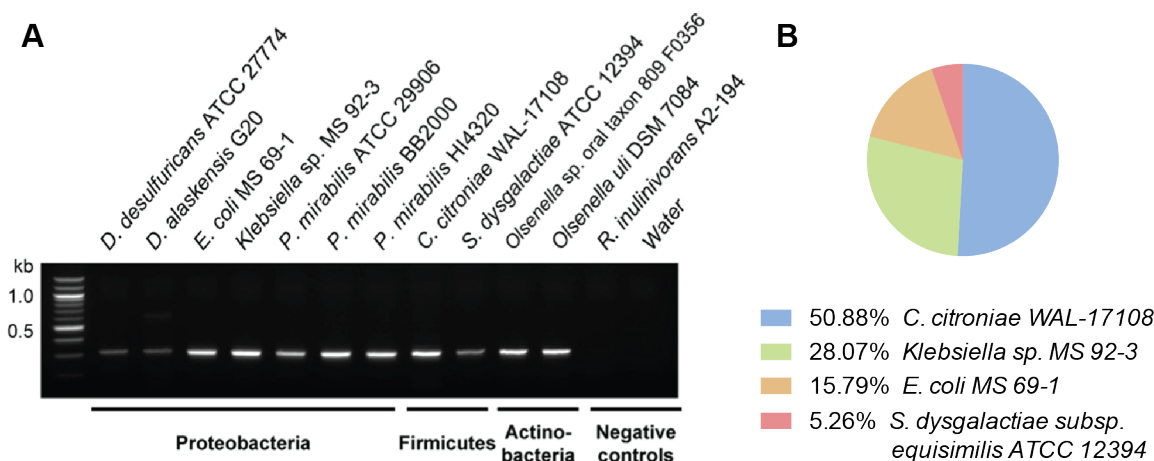 A
D. desulfuricans ATCC 27774
D. alaskensis G20
E. coli MS 69-1
Klebsiella sp. MS 92-3
P. mirabilis ATCC 29906
P. mirabilis BB2000
P. mirabilis HI4320
C. citroniae WAL-17108
S. dysgalactiae ATCC 12394
Olsenella sp. oral taxon 809 F0356
Olsenella uli DSM 7084
R. inulinivorans A2-194
Water
kb
1.0
0.5
Proteobacteria
Firmicutes
Actino-
bacteria
Negative
controls
B
50.88% C. citroniae WAL-17108
28.07% Klebsiella sp. MS 92-3
15.79% E. coli MS 69-1
5.26% S. dysgalactiae subsp.
equisimilis ATCC 12394